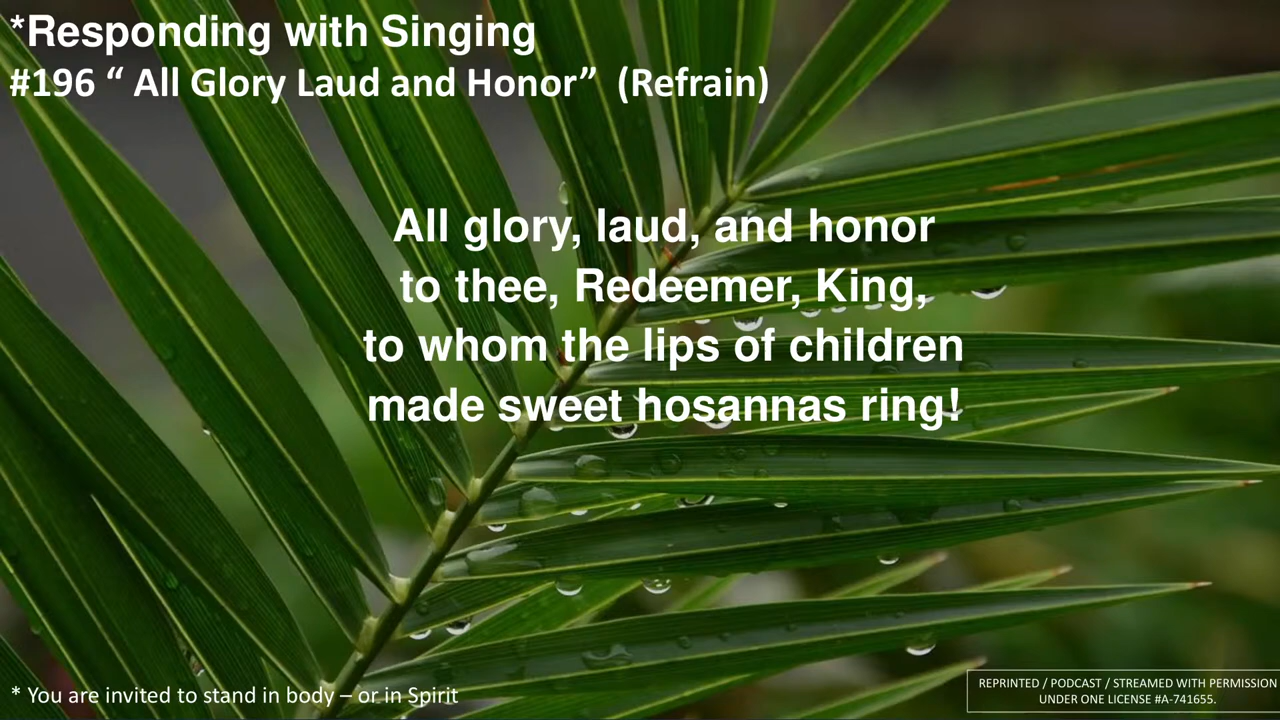 *Responding with Singing
#196 “ All Glory Laud and Honor” (Refrain)
All glory, laud, and honor
to thee, Redeemer, King,
to whom the lips of children
made sweet hosannas ring!
* You are invited to stand in body – or in Spirit
REPRINTED / PODCAST / STREAMED WITH PERMISSION
UNDER ONE LICENSE #A-741655.